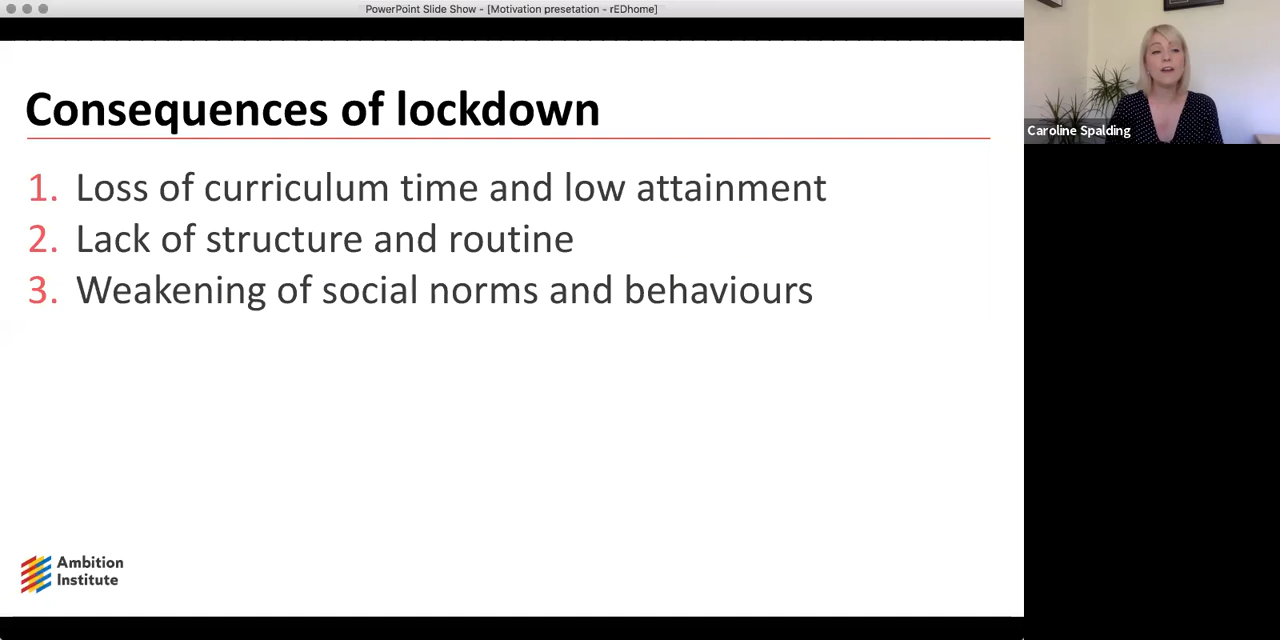 PowerPoint Slide Show - [Motivation presetation - rEDhome]
Consequences of lockdown
1. Loss of curriculum time and low attainment
2. Lack of structure and routine
3. Weakening of social norms and behaviours
Ambition
Institute
Caroline Spalding